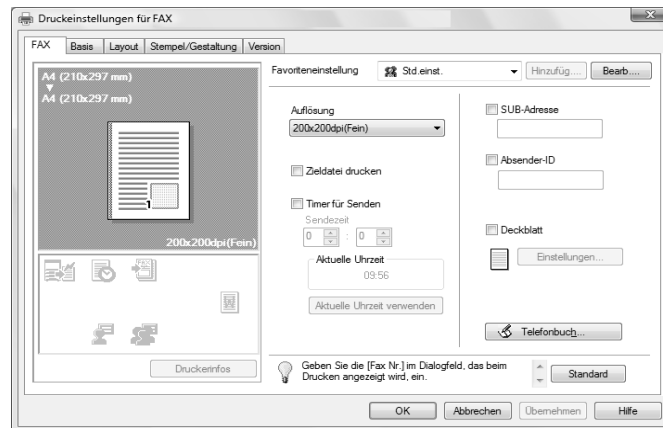 Druckeinstellungen für FAX
FAX Basis Layout Stempel/Gestaltung Version
A4 (210x297 mm)
A4 (210x297 mm)
1
200x200dpi(Fein)
Druckerinfos
Favoriteneinstellung Std.einst. Hinzufüg.... Bearb....
Auflösung
200x200dpi(Fein)
Zieldatei drucken
Timer für Senden
Sendezeit
0 : 0
Aktuelle Uhrzeit
09:56
Aktuelle Uhrzeit verwenden
SUB-Adresse
Absender-ID
Deckblatt
Einstellungen...
Telefonbuch...
Geben Sie die [Fax Nr.] im Dialogfeld, das beim
Drucken angezeigt wird, ein.
Standard
OK Abbrechen Übernehmen Hilfe